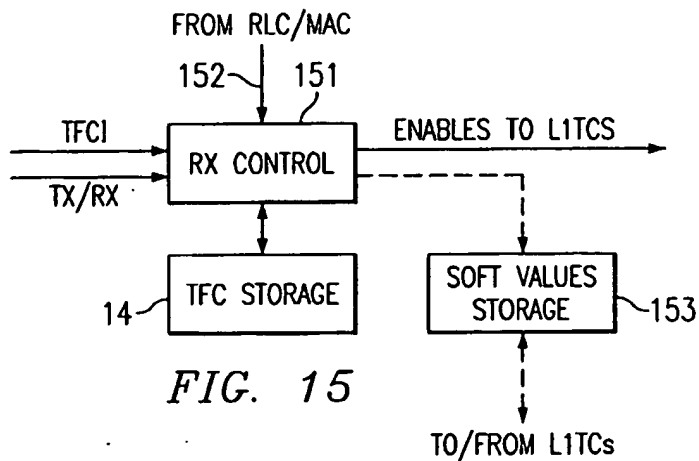 FROM RLC/MAC
152
151
TFCI
ENABLES TO L1TCS
RX CONTROL
TX/RX
TFC STORAGE
SOFT VALUES
STORAGE
14
153
FIG. 15
TO/FROM L1TCs